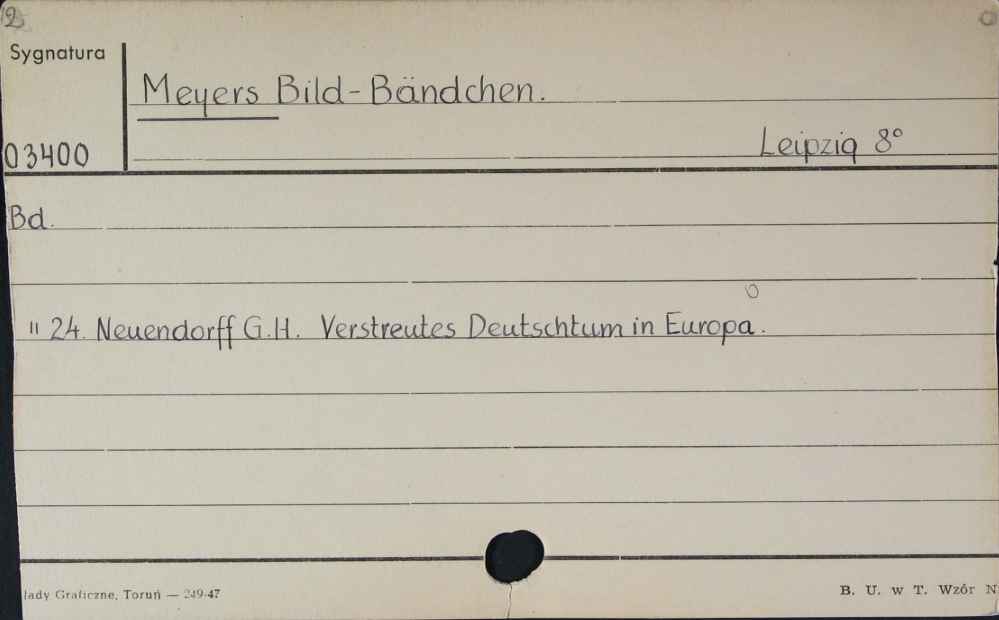 2
Sygnatura
Meyers Bild-Bändchen.
03400
Leipzig 8°
Bd.
" 24. Neuendorff G.H. Verstreutes Deutschtum in Europa.
lady Graficzne, Toruń — 249-47
B. U. w T. Wzór N